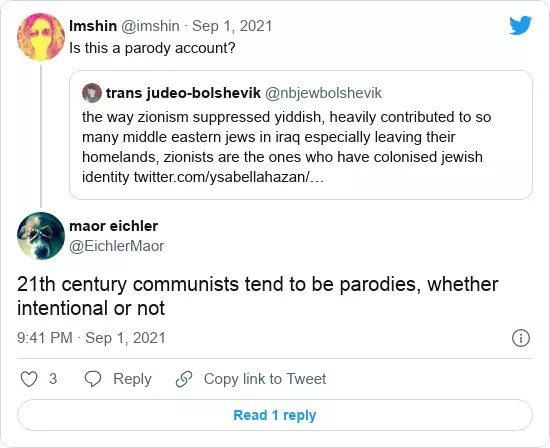 Imshin @imshin · Sep 1, 2021
Is this a parody account?
trans judeo-bolshevik @nbjewbolshevik
the way zionism suppressed yiddish, heavily contributed to so
many middle eastern jews in iraq especially leaving their
homelands, zionists are the ones who have colonised jewish
identity twitter.com/ysabellahazan/…
maor eichler
@EichlerMaor
21th century communists tend to be parodies, whether
intentional or not
9:41 PM · Sep 1, 2021
3 Reply Copy link to Tweet
Read 1 reply